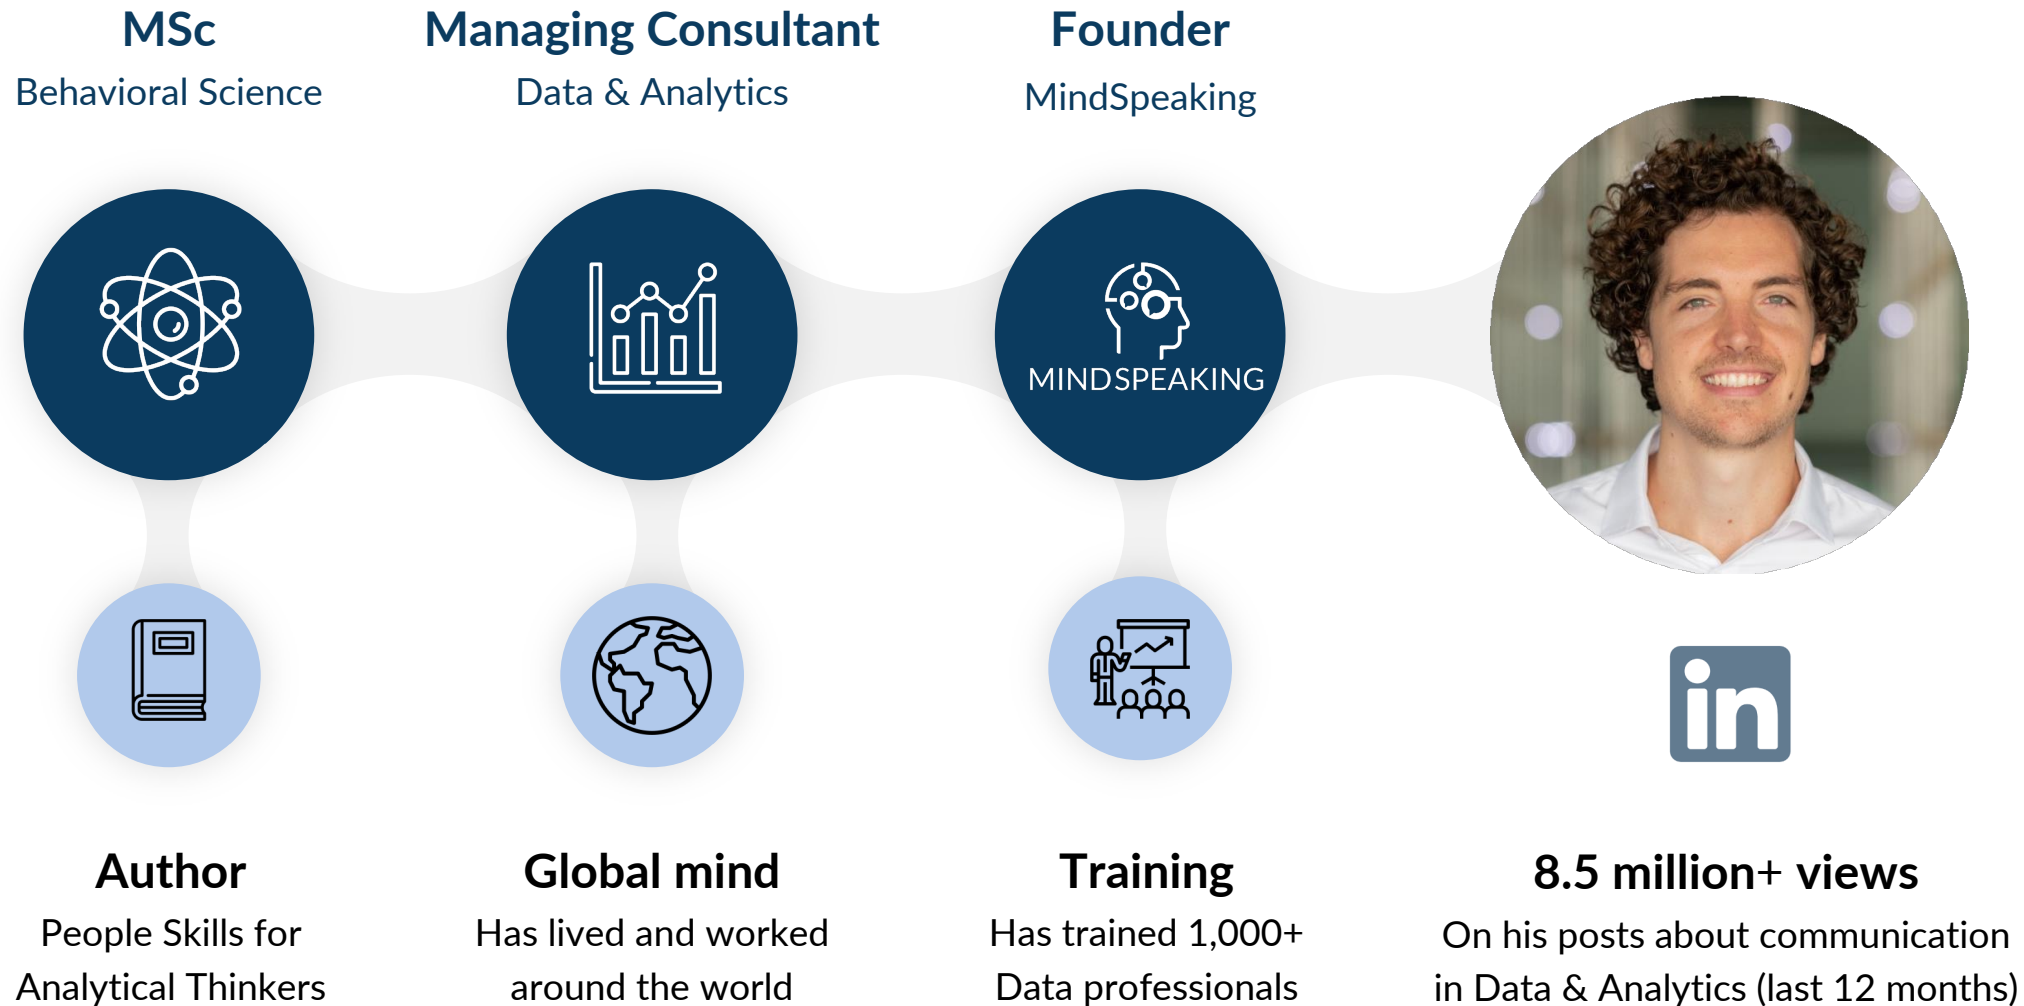 MSc
Behavioral Science
Managing Consultant
Data & Analytics
Founder
MindSpeaking
MINDSPEAKING
in
Author
People Skills for
Analytical Thinkers
Global mind
Has lived and worked
around the world
Training
Has trained 1,000+
Data professionals
8.5 million+ views
On his posts about communication
in Data & Analytics (last 12 months)